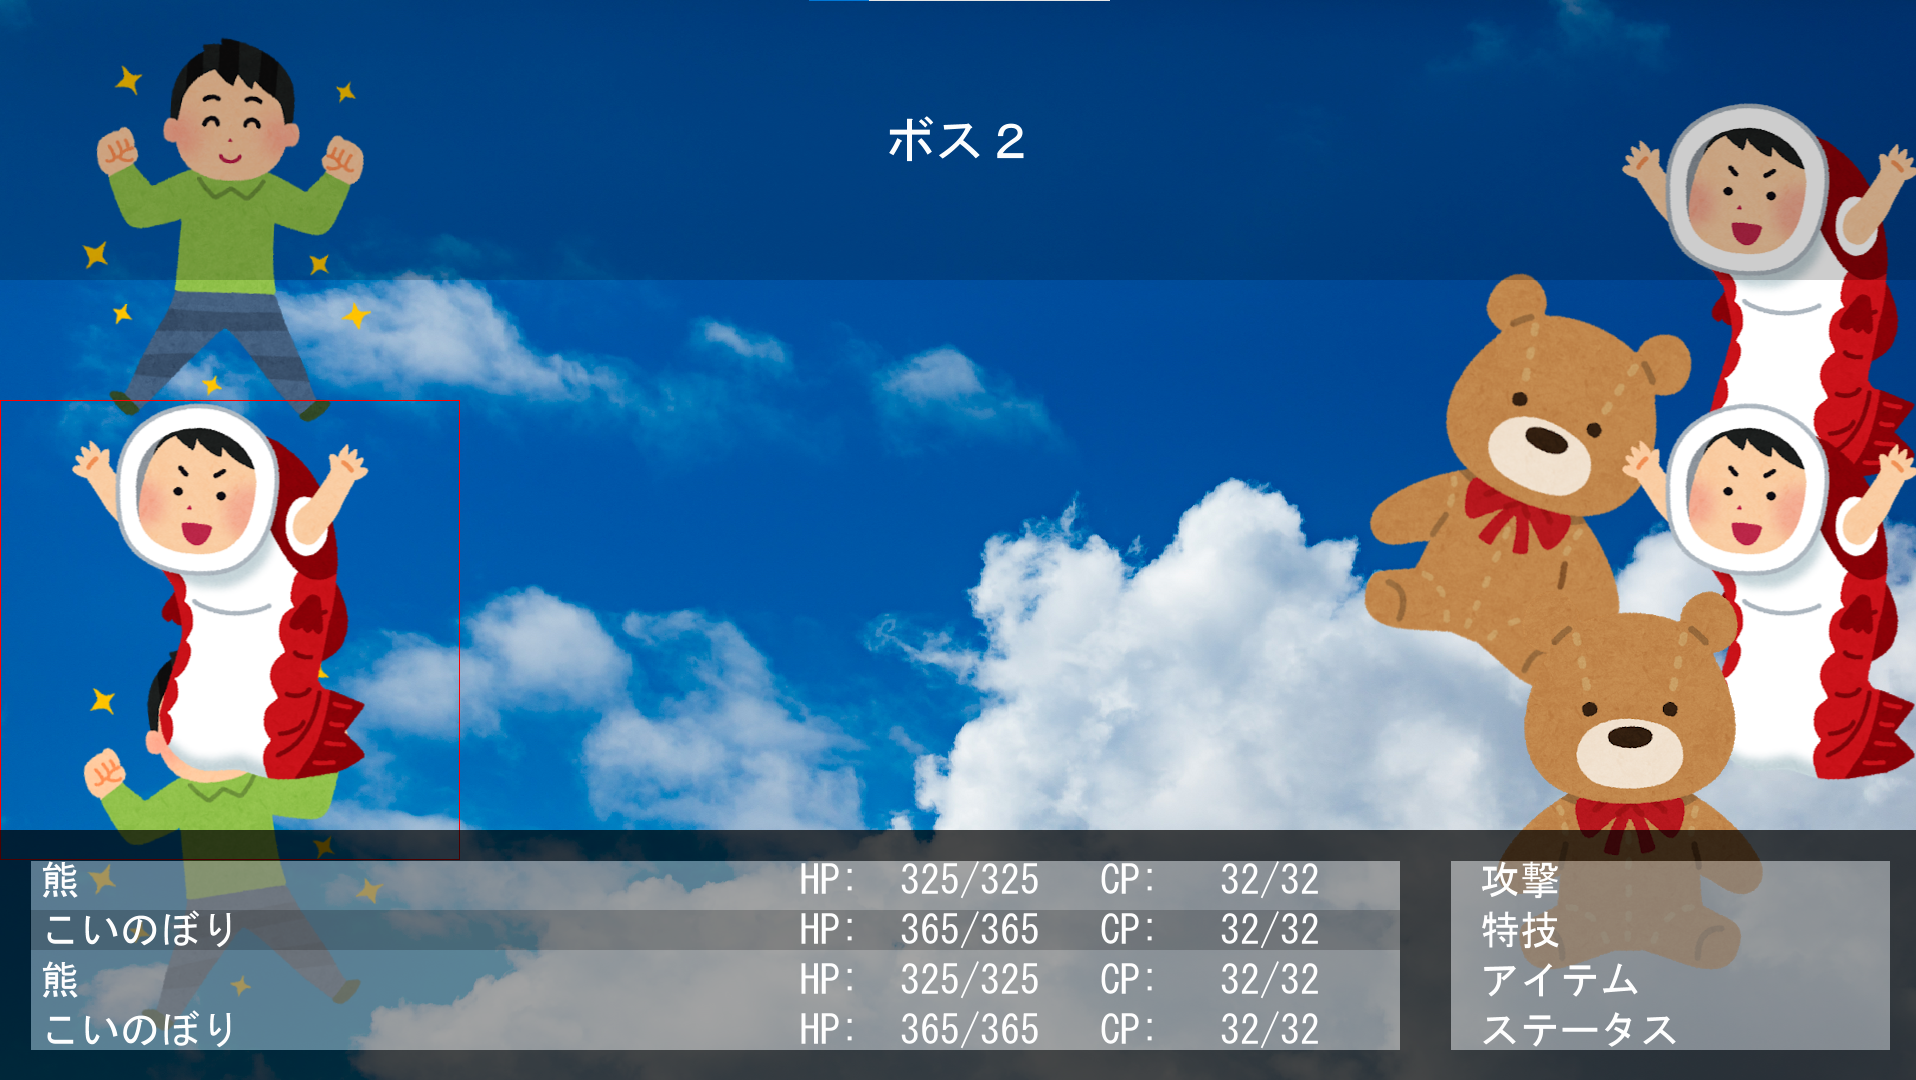 ボス２
熊 HP: 325/325 CP: 32/32
こいのぼり HP: 365/365 CP: 32/32
熊 HP: 325/325 CP: 32/32
こいのぼり HP: 365/365 CP: 32/32
攻撃
特技
アイテム
ステータス